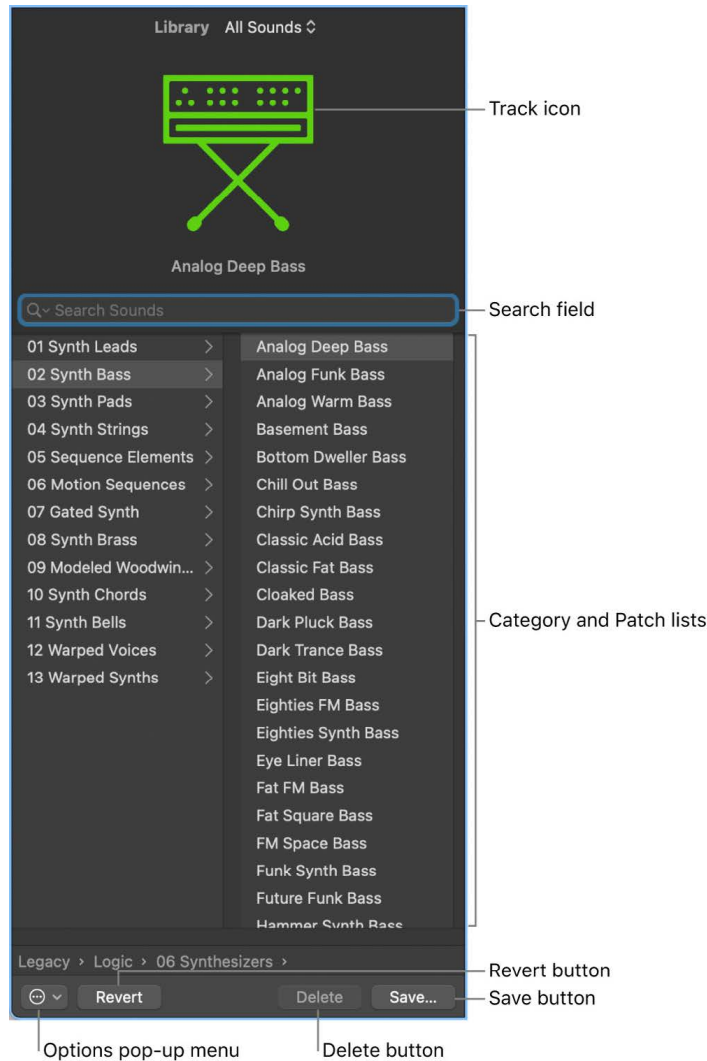 Library All Sounds
Track icon
Analog Deep Bass
Search Sounds
Search field
01 Synth Leads
02 Synth Bass
03 Synth Pads
04 Synth Strings
05 Sequence Elements
06 Motion Sequences
07 Gated Synth
08 Synth Brass
09 Modeled Woodwin...
10 Synth Chords
11 Synth Bells
12 Warped Voices
13 Warped Synths
Analog Deep Bass
Analog Funk Bass
Analog Warm Bass
Basement Bass
Bottom Dweller Bass
Chill Out Bass
Chirp Synth Bass
Classic Acid Bass
Classic Fat Bass
Cloaked Bass
Dark Pluck Bass
Dark Trance Bass
Eight Bit Bass
Eighties FM Bass
Eighties Synth Bass
Eye Liner Bass
Fat FM Bass
Fat Square Bass
FM Space Bass
Funk Synth Bass
Future Funk Bass
Hammer Synth Bass
Category and Patch lists
Legacy › Logic › 06 Synthesizers ›
Revert button
Revert Delete Save...
Save button
Options pop-up menu Delete button